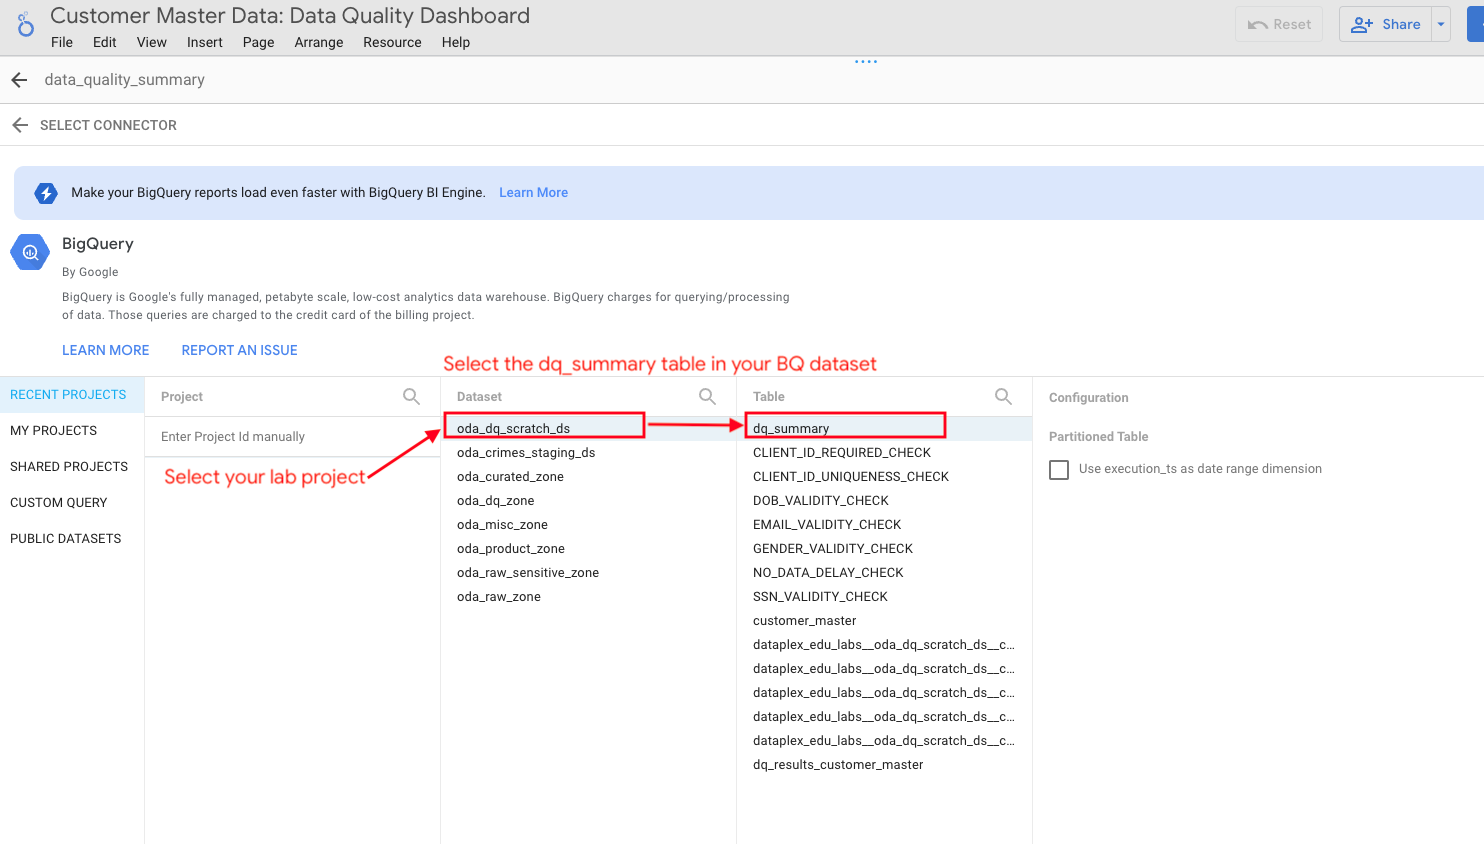 Customer Master Data: Data Quality Dashboard
File Edit View Insert Page Arrange Resource Help
Reset
Share
data_quality_summary
SELECT CONNECTOR
Make your BigQuery reports load even faster with BigQuery BI Engine. Learn More
BigQuery
By Google
BigQuery is Google's fully managed, petabyte scale, low-cost analytics data warehouse. BigQuery charges for querying/processing
of data. Those queries are charged to the credit card of the billing project.
LEARN MORE REPORT AN ISSUE
Select the dq_summary table in your BQ dataset
RECENT PROJECTS
MY PROJECTS
SHARED PROJECTS
CUSTOM QUERY
PUBLIC DATASETS
Project
Enter Project Id manually
Select your lab project
Dataset
oda_dq_scratch_ds
oda_crimes_staging_ds
oda_curated_zone
oda_dq_zone
oda_misc_zone
oda_product_zone
oda_raw_sensitive_zone
oda_raw_zone
Table
dq_summary
CLIENT_ID_REQUIRED_CHECK
CLIENT_ID_UNIQUENESS_CHECK
DOB_VALIDITY_CHECK
EMAIL_VALIDITY_CHECK
GENDER_VALIDITY_CHECK
NO_DATA_DELAY_CHECK
SSN_VALIDITY_CHECK
customer_master
dataplex_edu_labs__oda_dq_scratch_ds__c...
dataplex_edu_labs__oda_dq_scratch_ds__c...
dataplex_edu_labs__oda_dq_scratch_ds__c...
dataplex_edu_labs__oda_dq_scratch_ds__c...
dataplex_edu_labs__oda_dq_scratch_ds__c...
dq_results_customer_master
Configuration
Partitioned Table
Use execution_ts as date range dimension